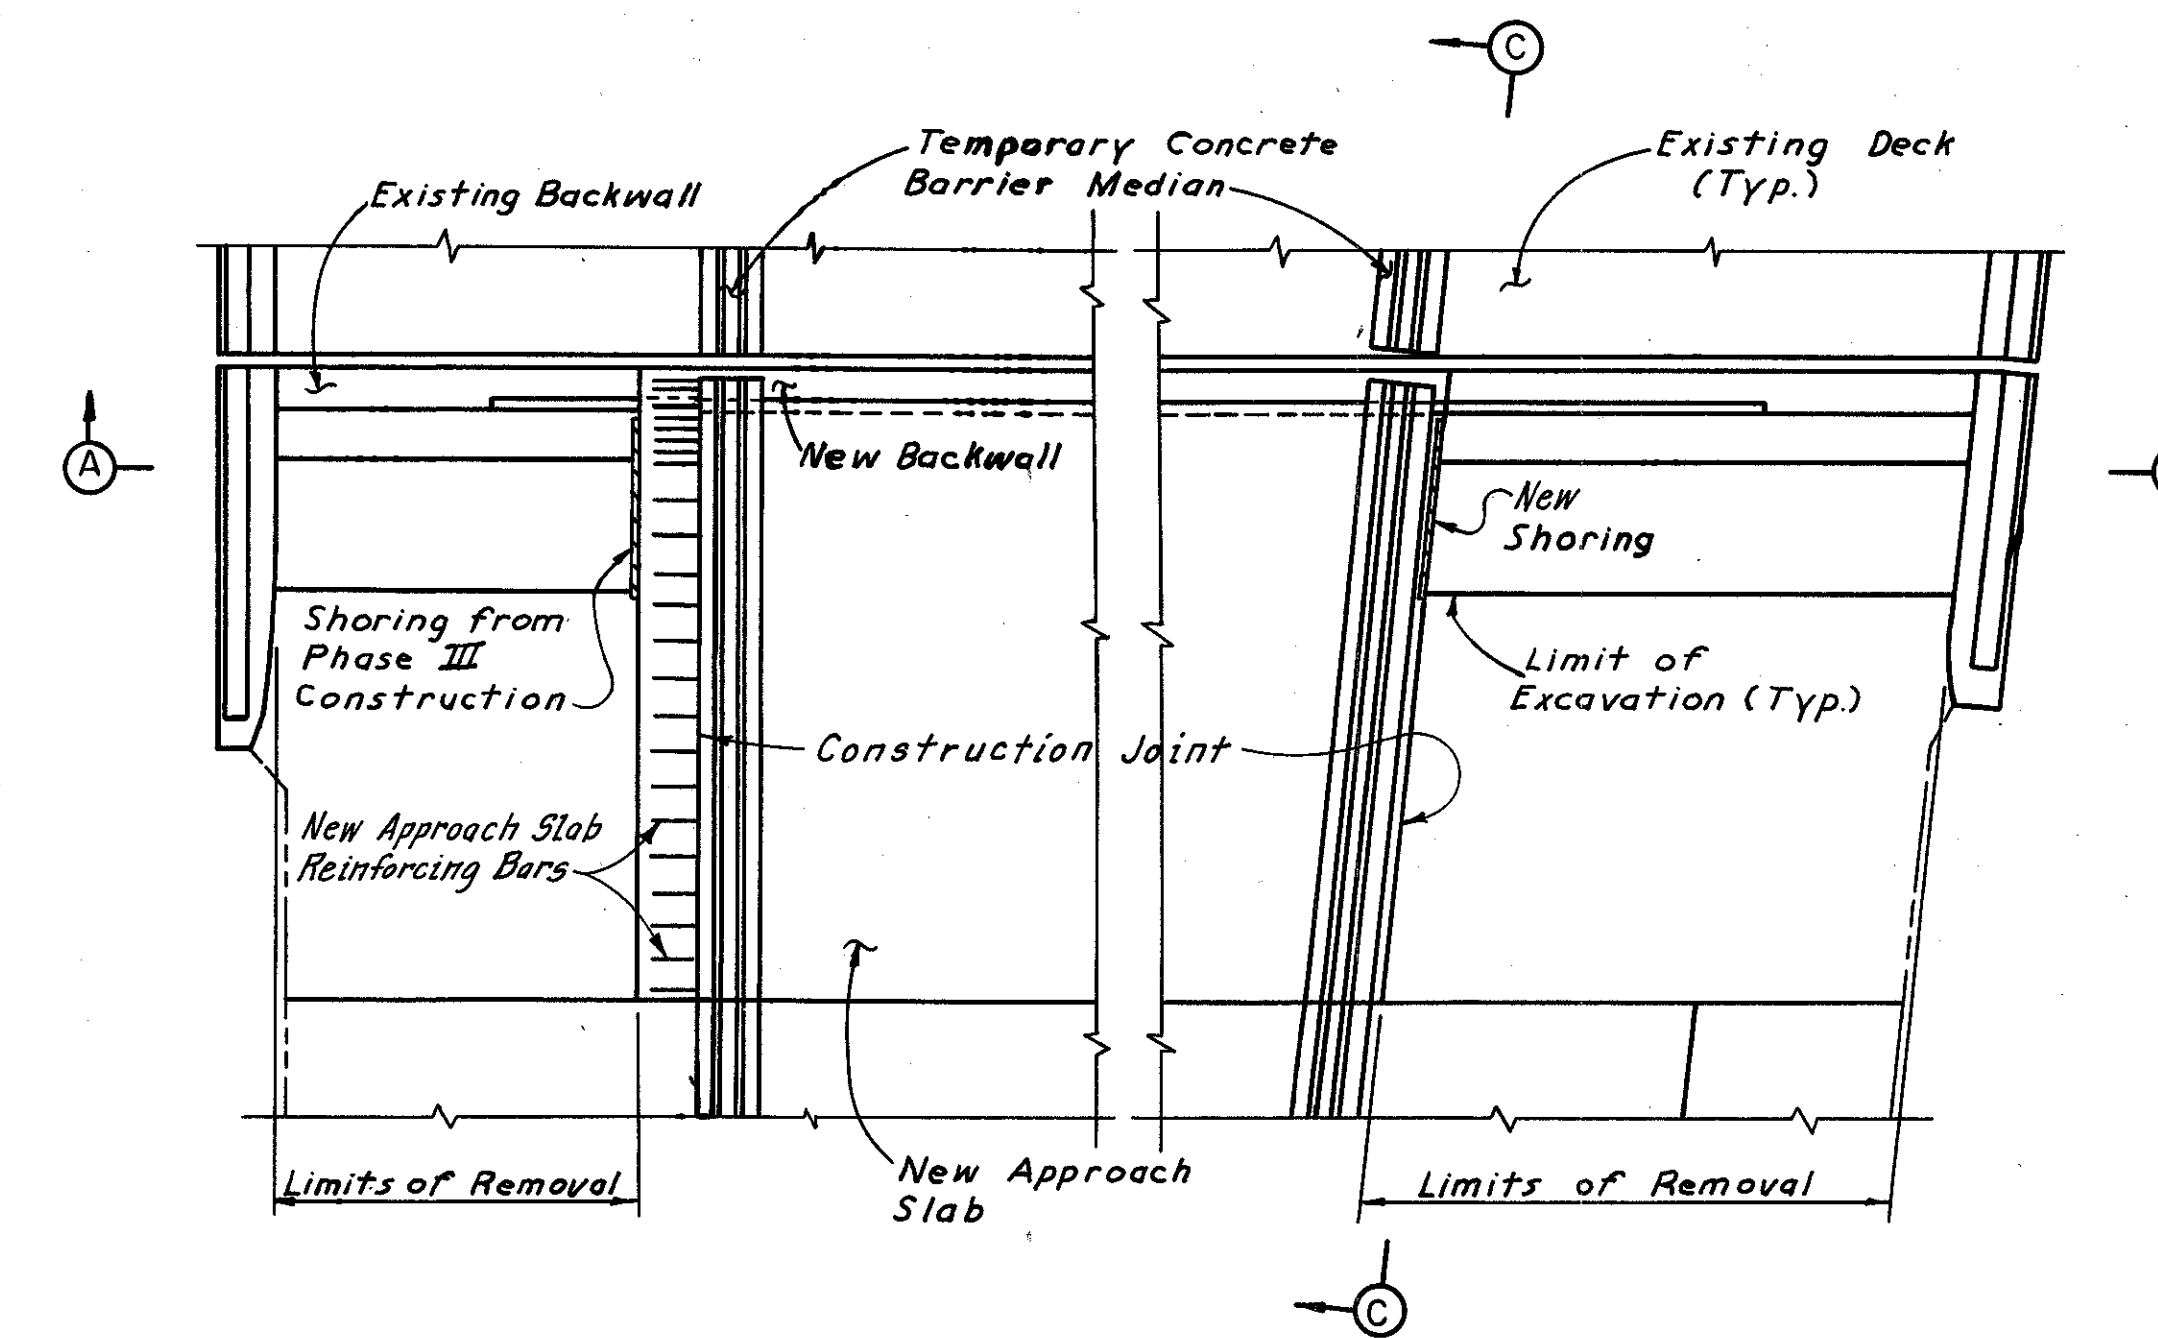 C
Temporary Concrete
Barrier Median
Existing Deck
(Typ.)
Existing Backwall
A
New Backwall
New
Shoring
Shoring from
Phase III
Construction
Limit of
Excavation (Typ.)
Construction Joint
New Approach Slab
Reinforcing Bars
New Approach
Slab
Limits of Removal
Limits of Removal
C